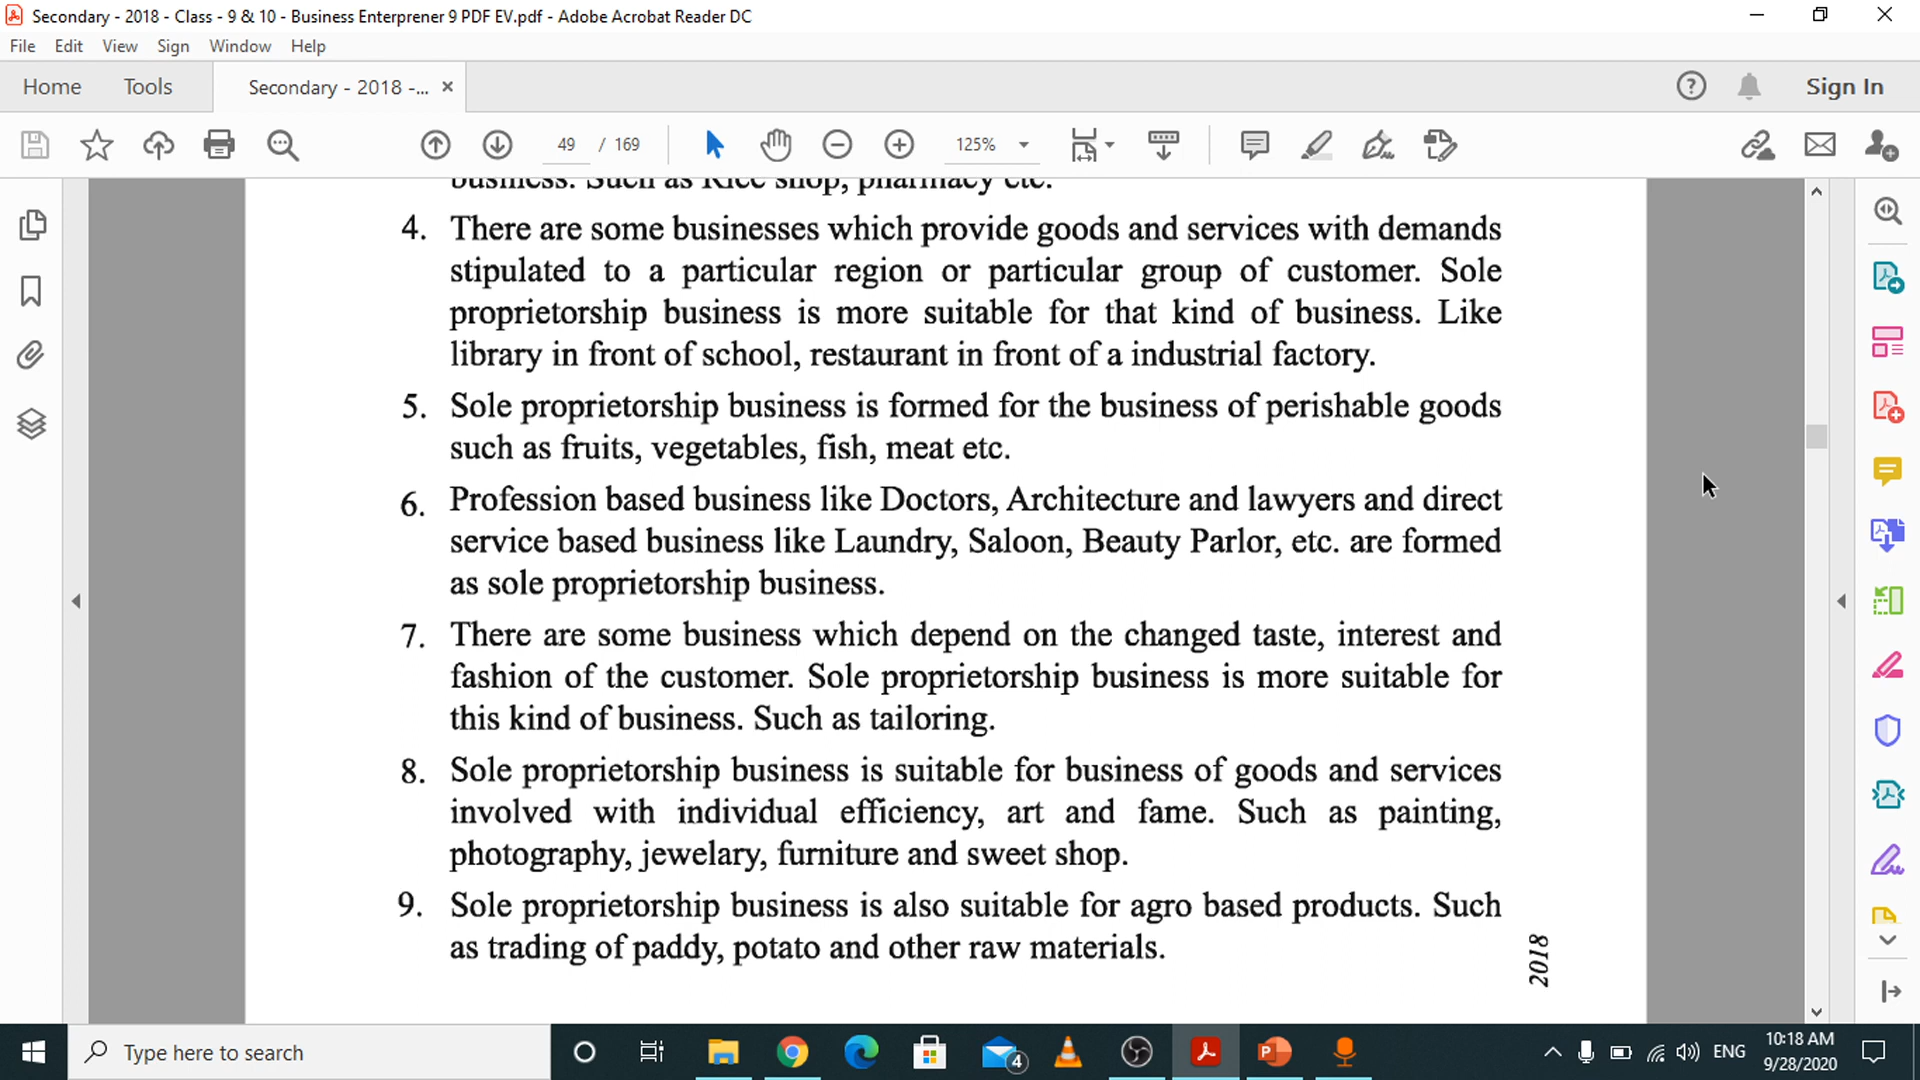 Secondary - 2018 - Class - 9 & 10 - Business Enterprener 9 PDF EV.pdf - Adobe Acrobat Reader DC
File Edit View Sign Window Help
Home Tools Secondary - 2018 -... × Sign In
49 / 169 125%
business. Such as Rice shop, pharmacy etc.
4. There are some businesses which provide goods and services with demands
stipulated to a particular region or particular group of customer. Sole
proprietorship business is more suitable for that kind of business. Like
library in front of school, restaurant in front of a industrial factory.
5. Sole proprietorship business is formed for the business of perishable goods
such as fruits, vegetables, fish, meat etc.
6. Profession based business like Doctors, Architecture and lawyers and direct
service based business like Laundry, Saloon, Beauty Parlor, etc. are formed
as sole proprietorship business.
7. There are some business which depend on the changed taste, interest and
fashion of the customer. Sole proprietorship business is more suitable for
this kind of business. Such as tailoring.
8. Sole proprietorship business is suitable for business of goods and services
involved with individual efficiency, art and fame. Such as painting,
photography, jewelary, furniture and sweet shop.
9. Sole proprietorship business is also suitable for agro based products. Such
as trading of paddy, potato and other raw materials.
2018
Type here to search
4
ENG
10:18 AM
9/28/2020